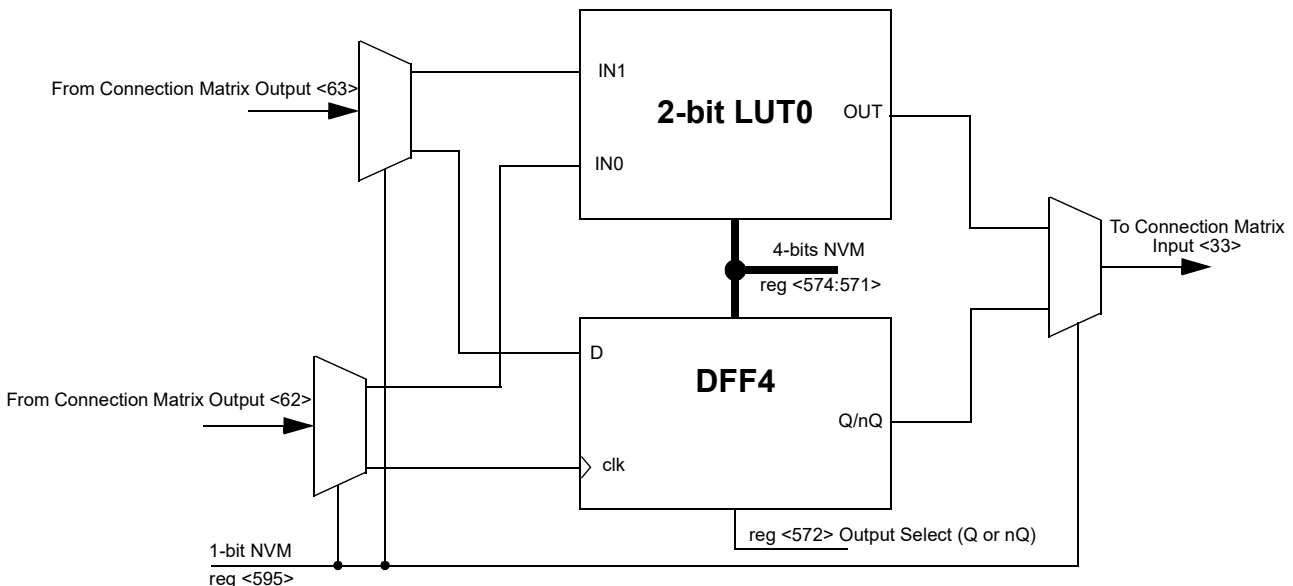 From Connection Matrix Output <63>
IN1
2-bit LUT0
OUT
IN0
To Connection Matrix
Input <33>
4-bits NVM
reg <574:571>
D
DFF4
From Connection Matrix Output <62>
Q/nQ
clk
reg <572> Output Select (Q or nQ)
1-bit NVM
reg <595>